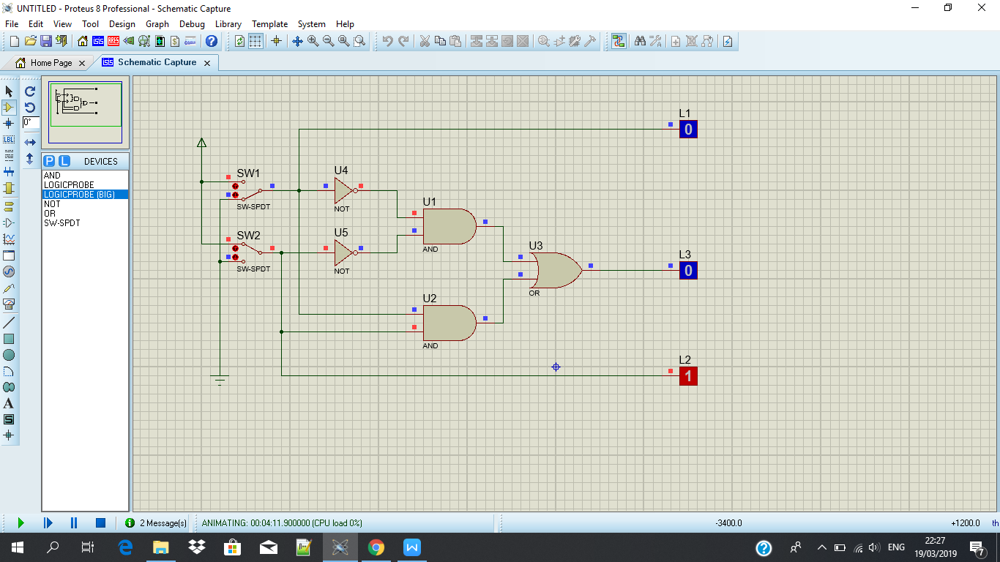 UNTITLED - Proteus 8 Professional - Schematic Capture
File Edit View Tool Design Graph Debug Library Template System Help
Home Page Schematic Capture
0°
LBL
P L DEVICES
AND
LOGICPROBE
LOGICPROBE (BIG)
NOT
OR
SW-SPDT
A
S
L1
0
SW1
SW-SPDT
U4
NOT
U1
AND
SW2
SW-SPDT
U5
NOT
U3
OR
L3
0
U2
AND
L2
1
2 Message(s) ANIMATING: 00:04:11.900000 (CPU load 0%) -3400.0 +1200.0 th
ENG 22:27
19/03/2019
7